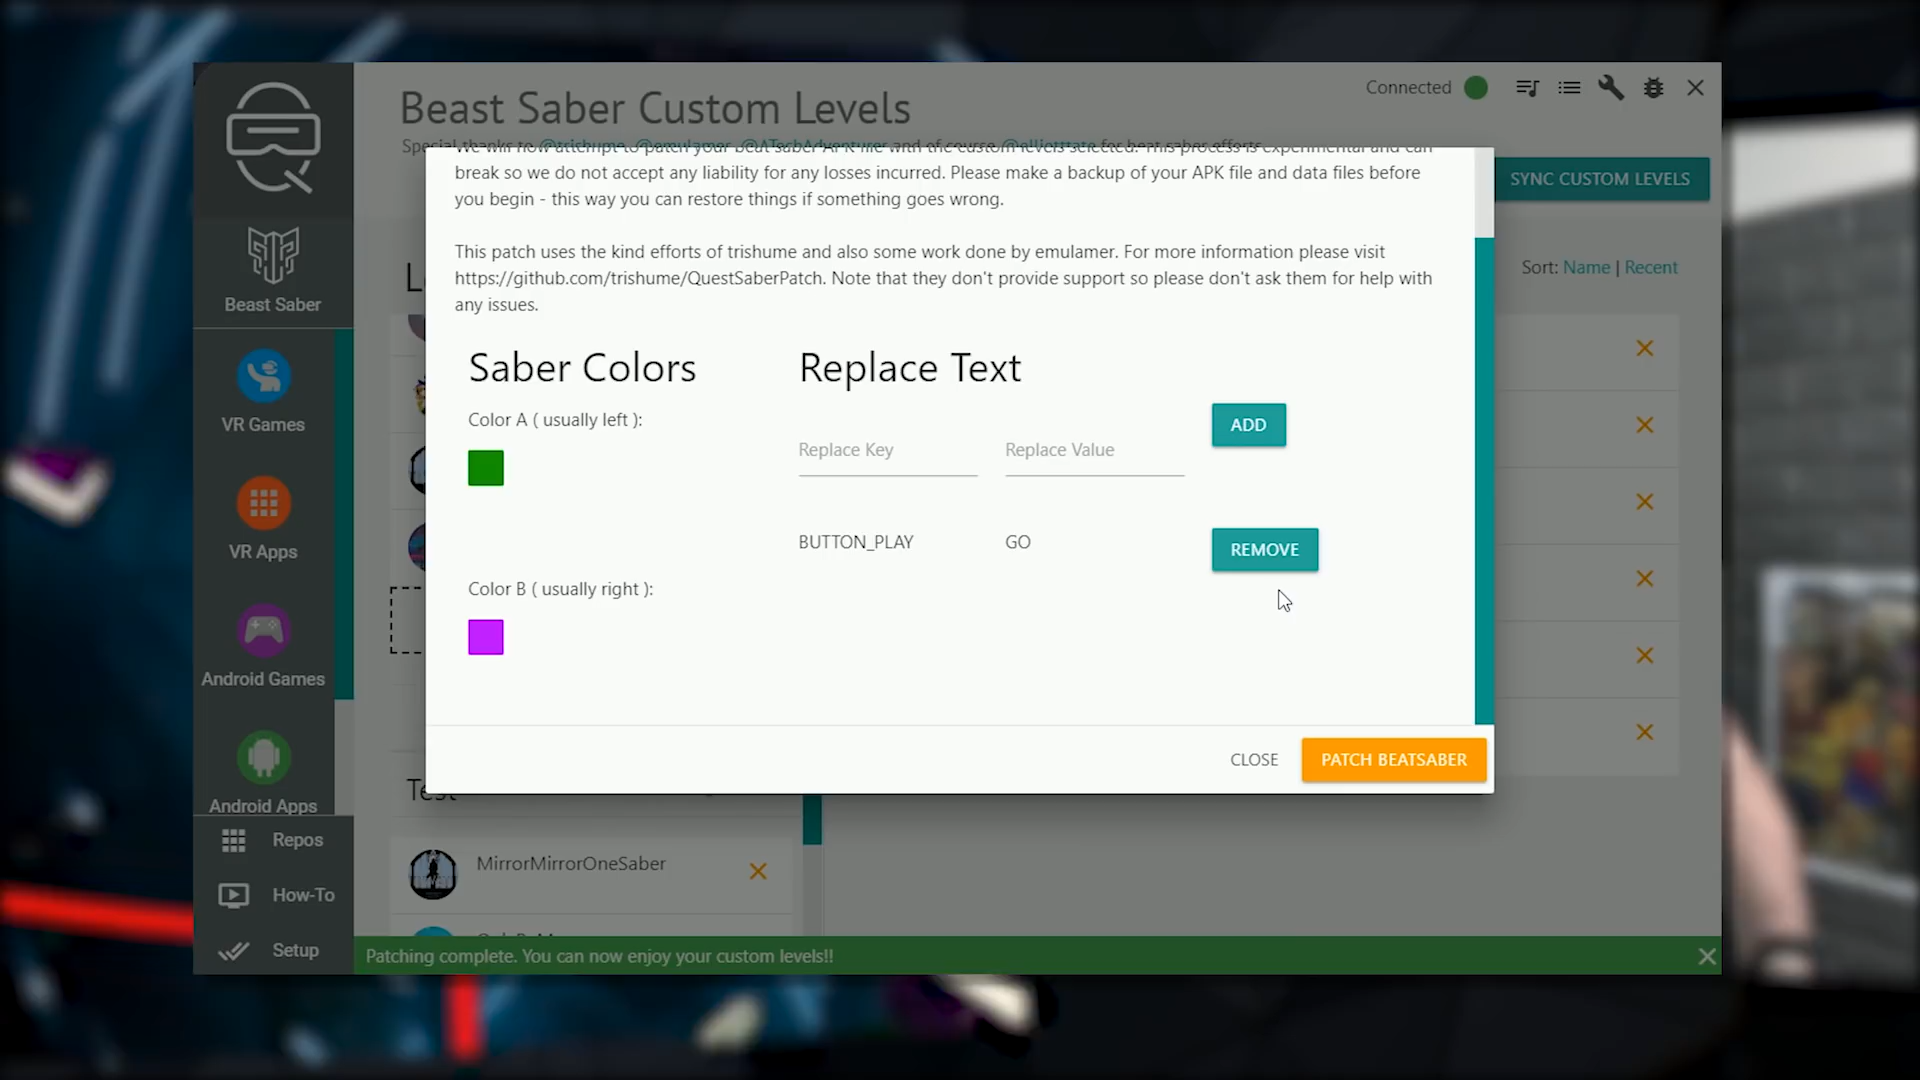 Beast Saber Custom Levels
Connected
SYNC CUSTOM LEVELS
Beast Saber
VR Games
VR Apps
Android Games
Android Apps
Repos
How-To
Setup
Sort: Name | Recent
break so we do not accept any liability for any losses incurred. Please make a backup of your APK file and data files before
you begin - this way you can restore things if something goes wrong.
This patch uses the kind efforts of trishume and also some work done by emulamer. For more information please visit
https://github.com/trishume/QuestSaberPatch. Note that they don't provide support so please don't ask them for help with
any issues.
Saber Colors
Replace Text
Color A ( usually left ):
Replace Key
Replace Value
ADD
BUTTON_PLAY
GO
REMOVE
Color B ( usually right ):
CLOSE
PATCH BEATSABER
MirrorMirrorOneSaber
Patching complete. You can now enjoy your custom levels!!